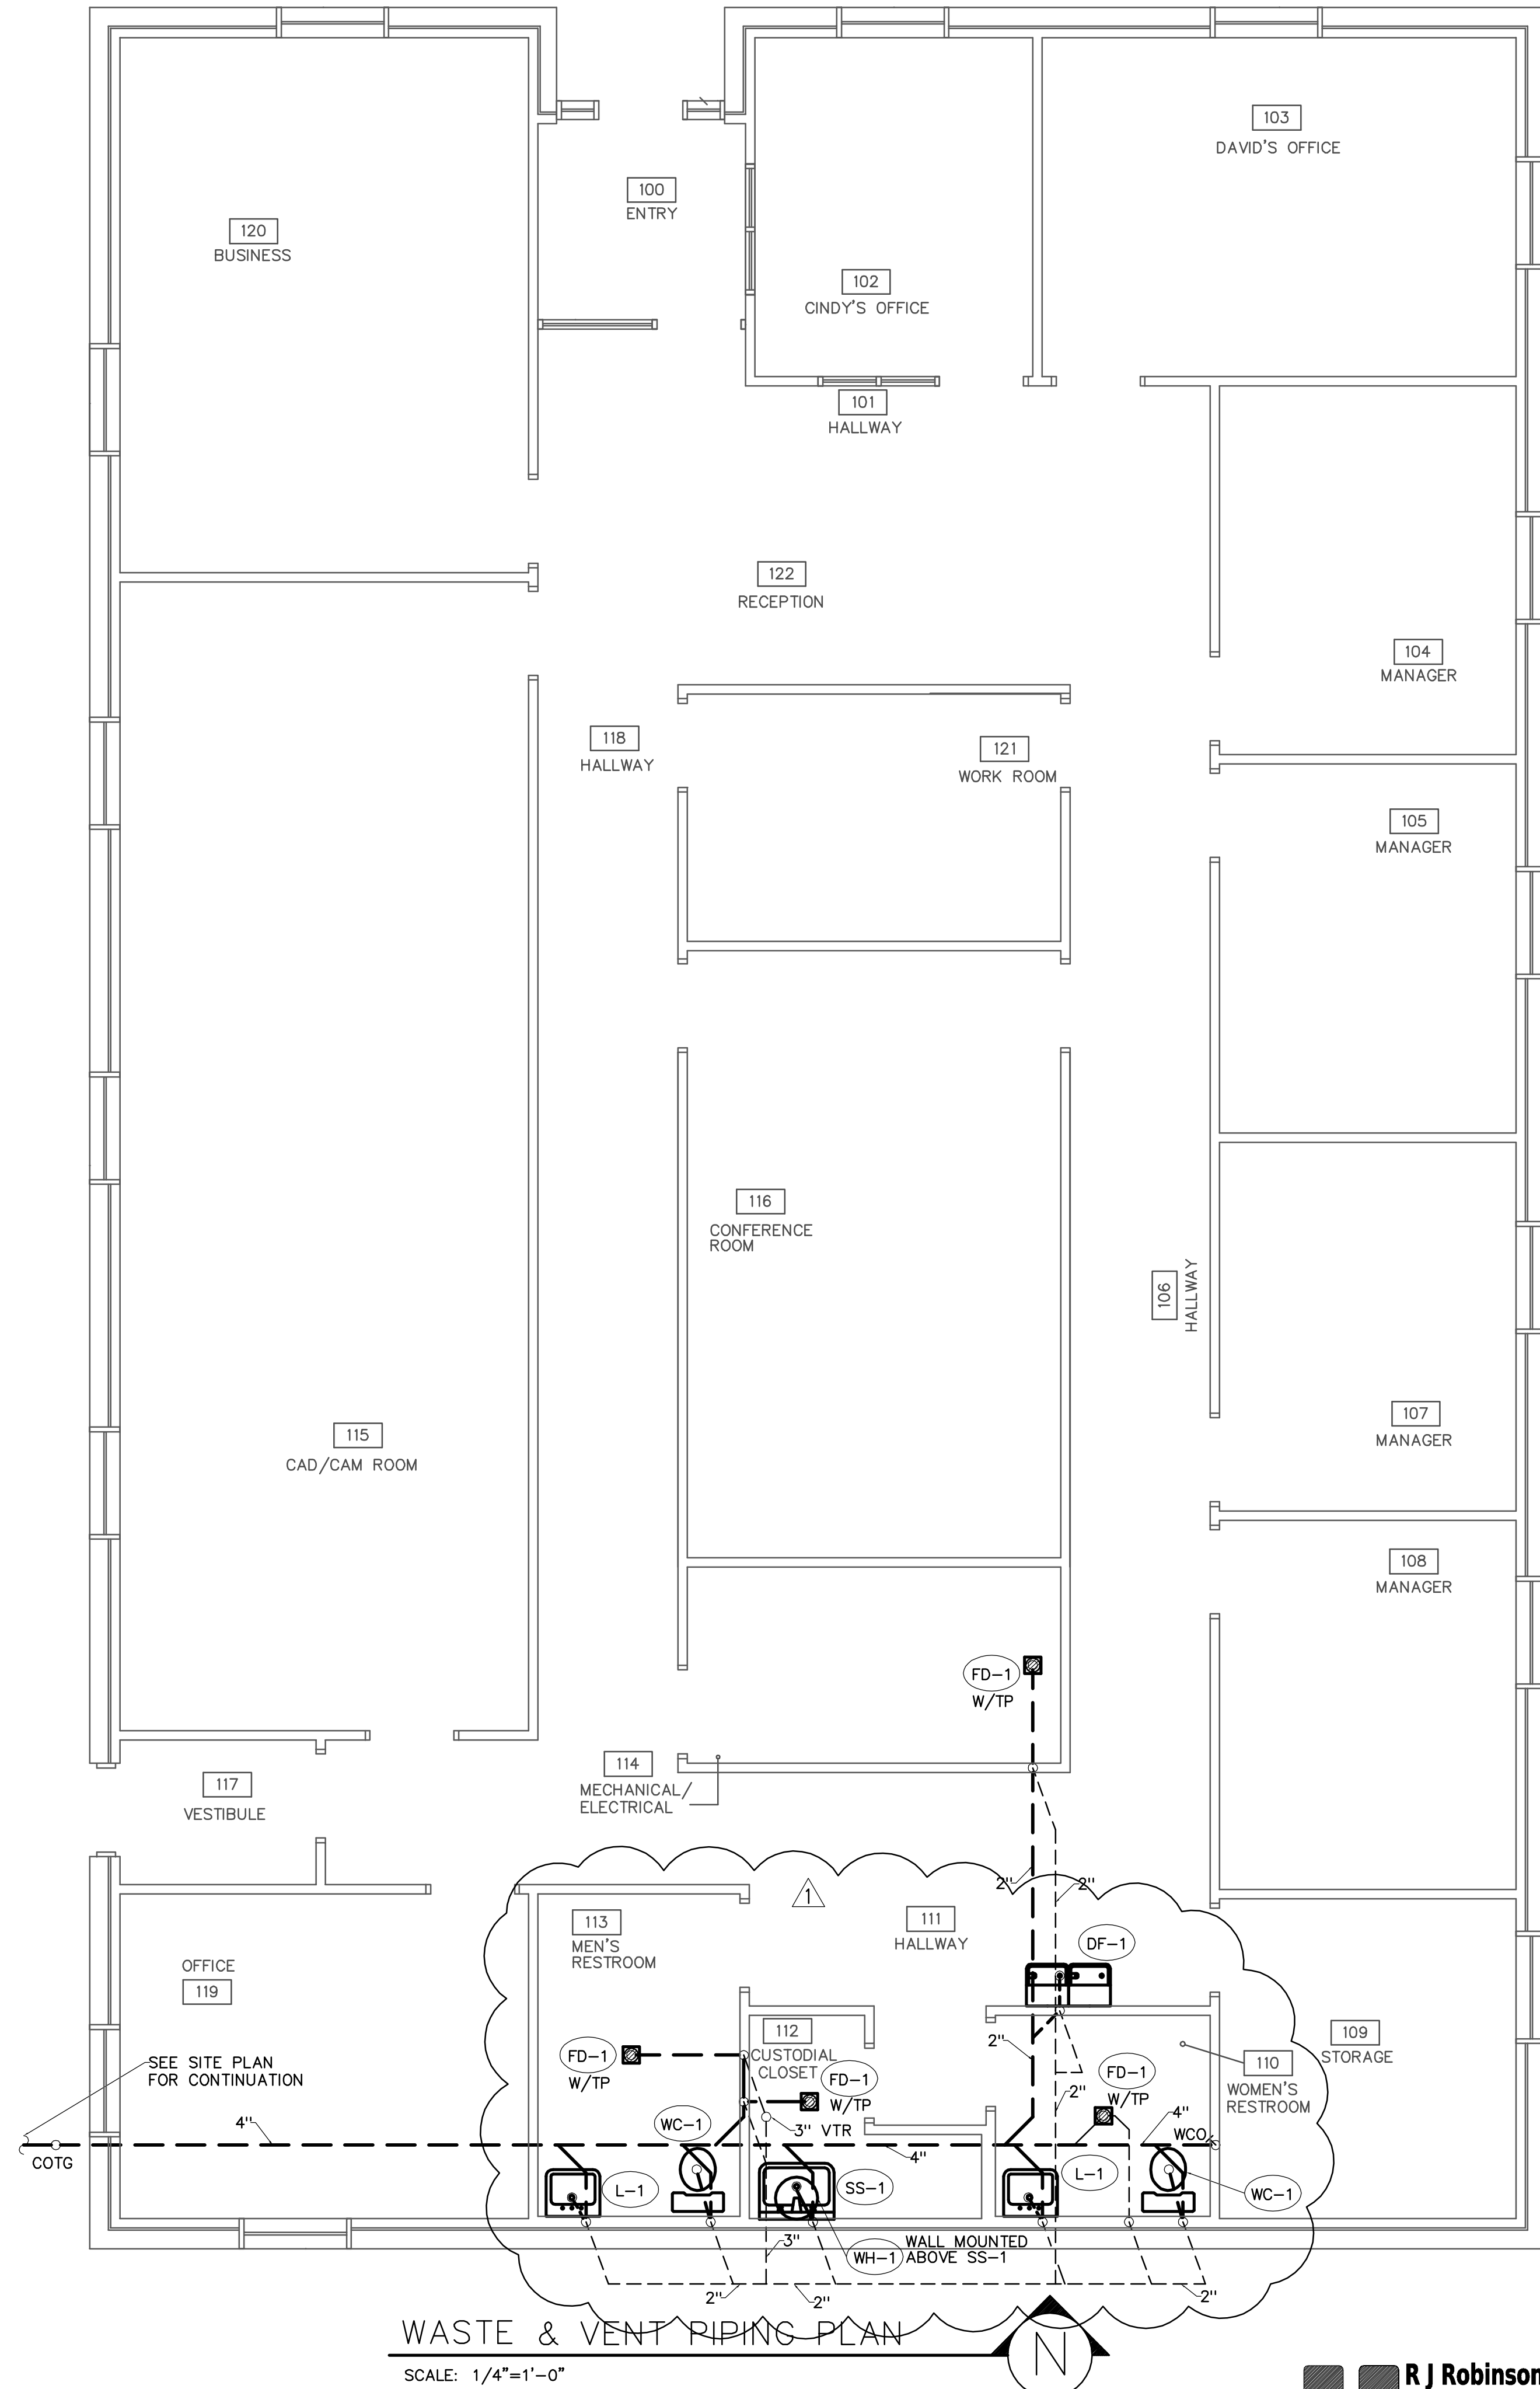 103
DAVID'S OFFICE
100
ENTRY
120
BUSINESS
102
CINDY'S OFFICE
101
HALLWAY
122
RECEPTION
104
MANAGER
118
HALLWAY
121
WORK ROOM
105
MANAGER
116
CONFERENCE
ROOM
106
HALLWAY
107
MANAGER
115
CAD/CAM ROOM
108
MANAGER
FD-1
W/TP
114
MECHANICAL/
ELECTRICAL
117
VESTIBULE
2"
2"
1
113
MEN'S
RESTROOM
111
HALLWAY
DF-1
OFFICE
119
112
CUSTODIAL
CLOSET
2"
109
STORAGE
110
WOMEN'S
RESTROOM
SEE SITE PLAN
FOR CONTINUATION
FD-1
W/TP
FD-1
W/TP
FD-1
W/TP
2"
4"
WC-1
3" VTR
4"
WCO
COTG
4"
L-1
SS-1
L-1
WC-1
3"
WH-1
WALL MOUNTED
ABOVE SS-1
2"
2"
2"
WASTE & VENT PIPING PLAN
N
SCALE: 1/4"=1'-0"
R J Robinson